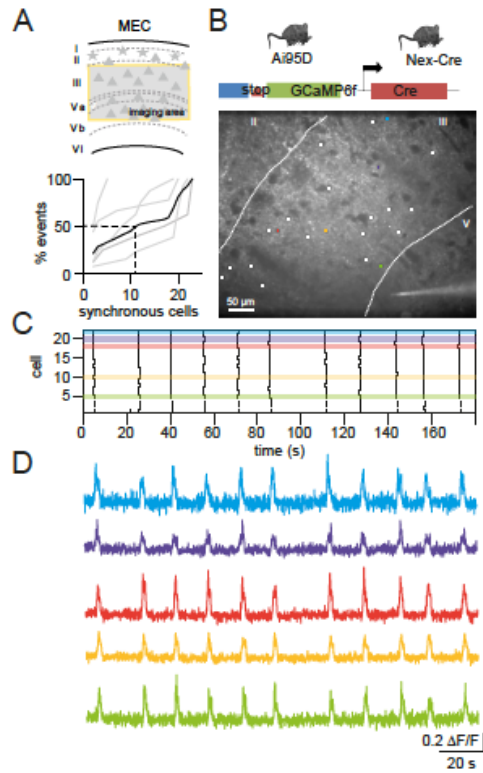 A
MEC
I
II
III
Va
imaging area
Vb
VI
100
50
0
% events
0 10 20
synchronous cells
B
Ai95D
Nex-Cre
stop
GCaMP6f
Cre
II
III
V
50 µm
C
20
15
10
5
cell
0 20 40 60 80 100 120 140 160
time (s)
D
0.2 ΔF/F
20 s